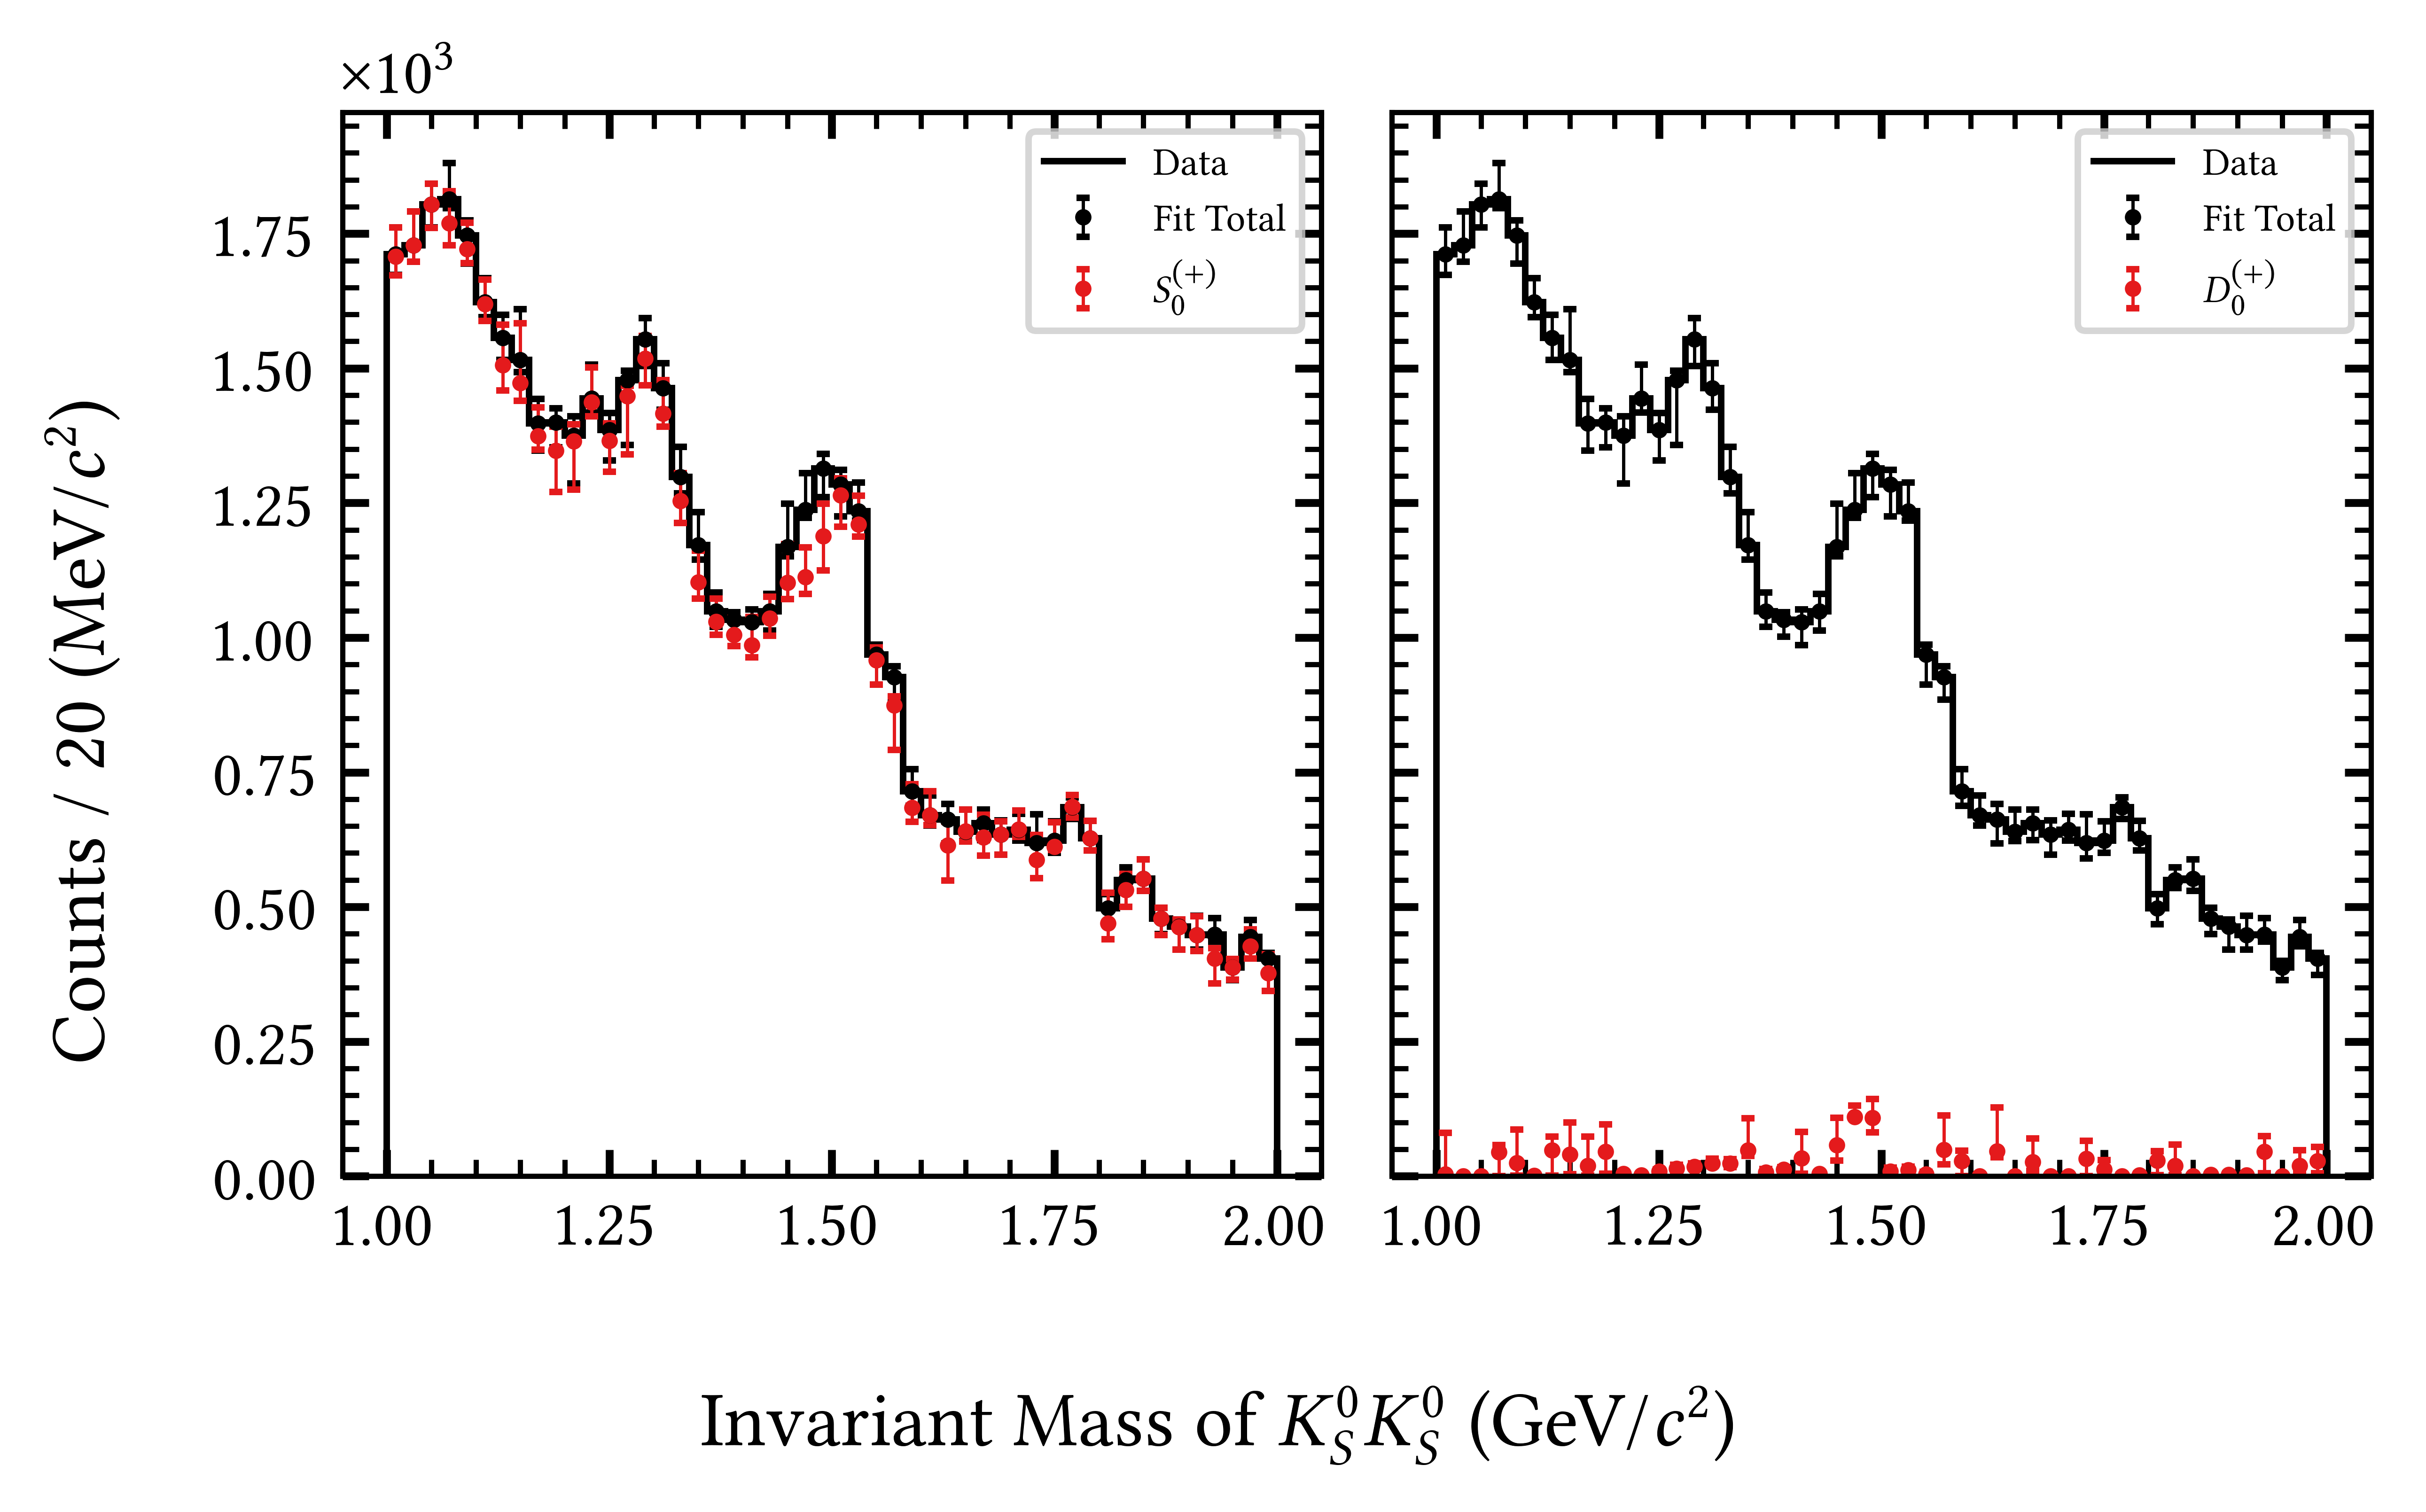 ×10³
Counts / 20 (MeV/c²)
1.75
1.50
1.25
1.00
0.75
0.50
0.25
0.00
Data
Fit Total
S₀⁽⁺⁾
Data
Fit Total
D₀⁽⁺⁾
1.00 1.25 1.50 1.75 2.00
1.00 1.25 1.50 1.75 2.00
Invariant Mass of K⁰_S K⁰_S (GeV/c²)